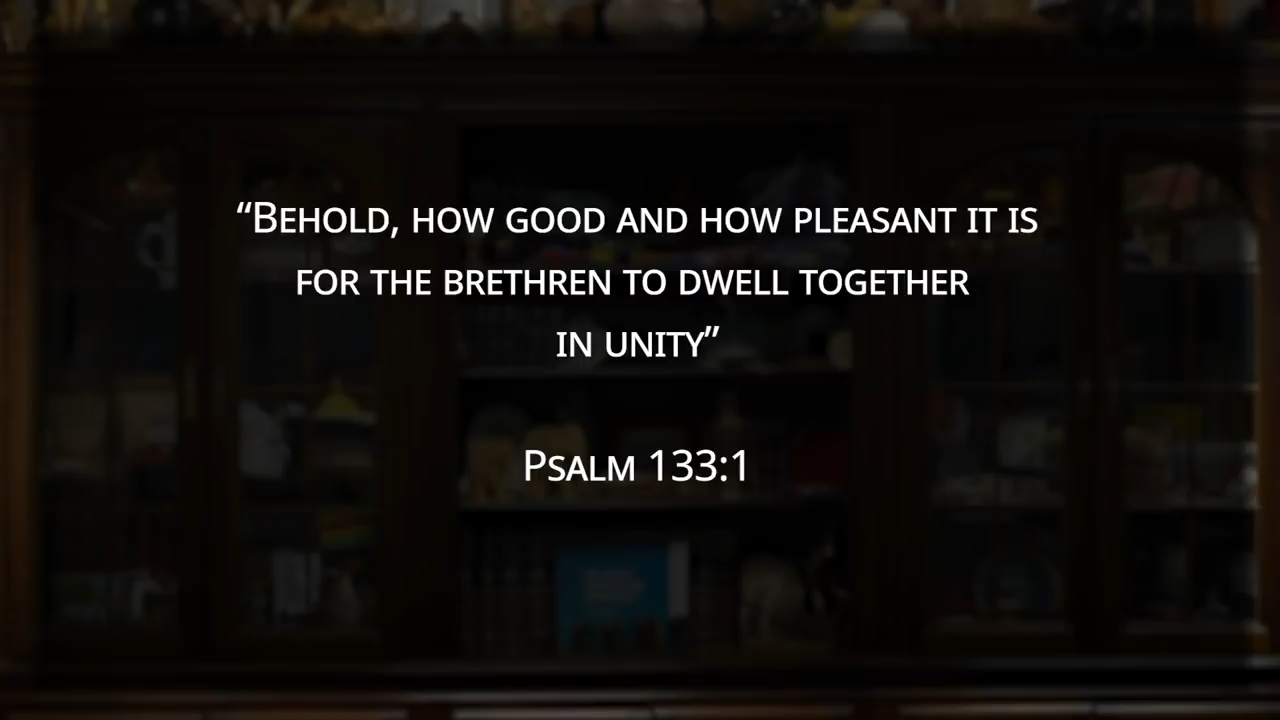 “Behold, how good and how pleasant it is
for the brethren to dwell together
in unity”
Psalm 133:1